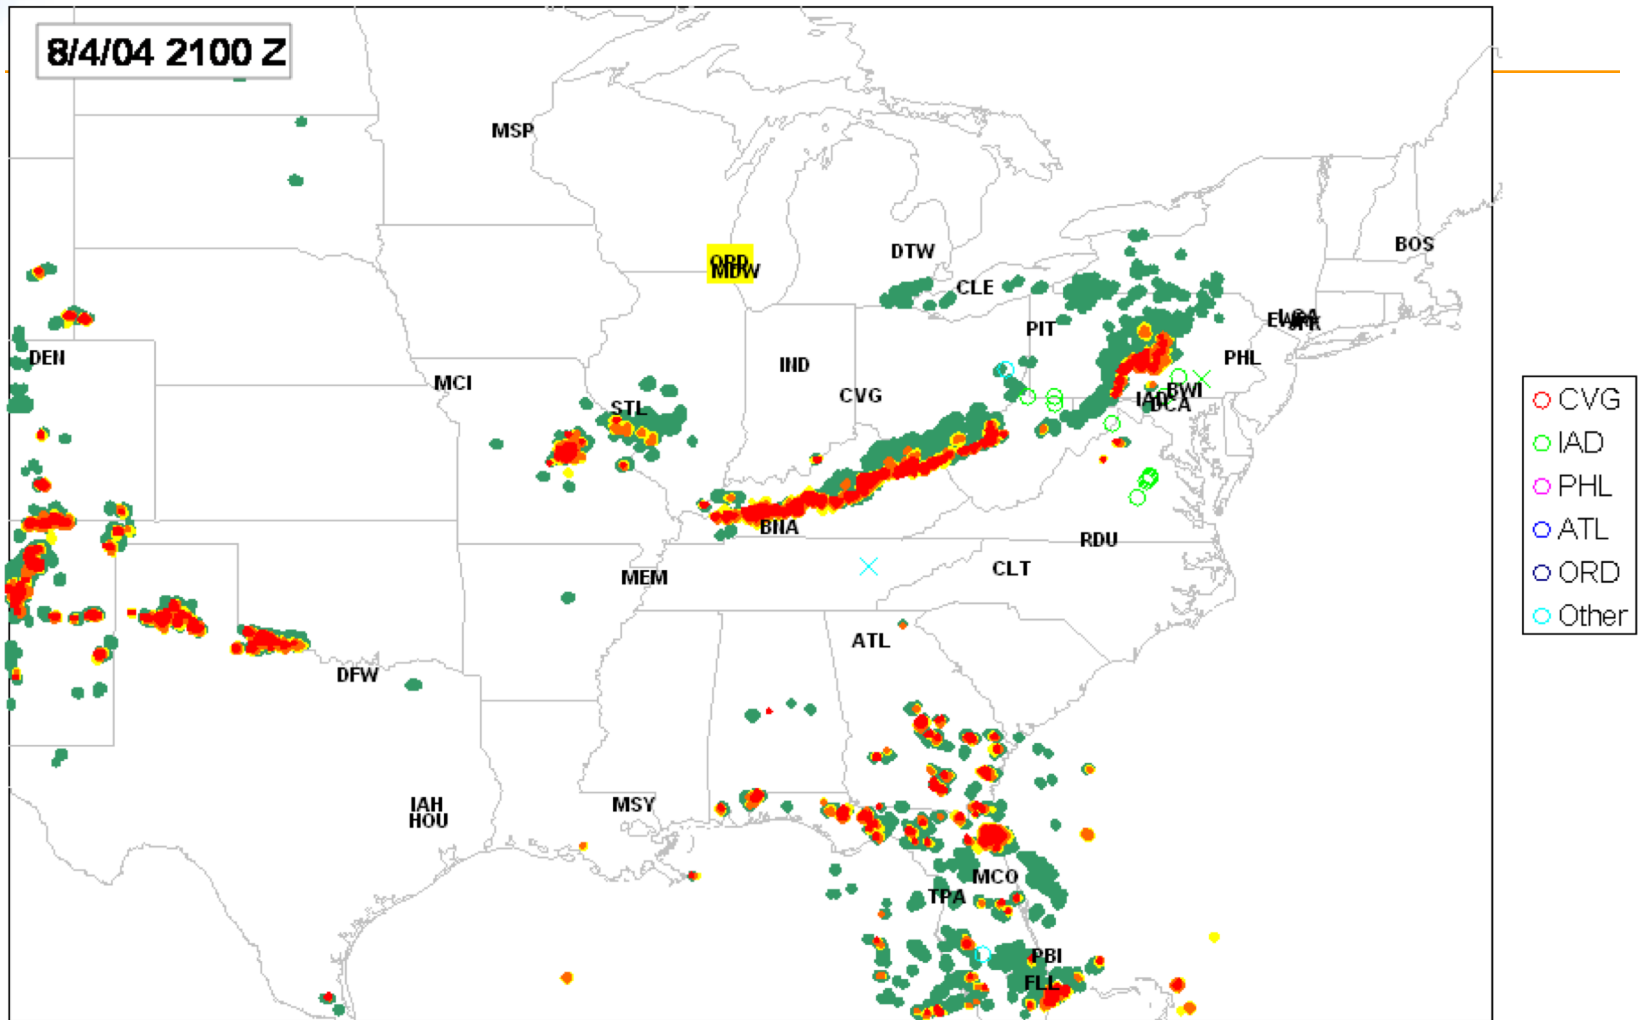 8/4/04 2100 Z
MSP
BOS
DTW
ORD
MDW
CLE
PIT
PHL
DEN
IND
MCI
CVG
BWI
IAD
DCA
STL
BNA
RDU
CLT
MEM
ATL
DFW
IAH
HOU
MSY
MCO
TPA
PBI
FLL
CVG
IAD
PHL
ATL
ORD
Other